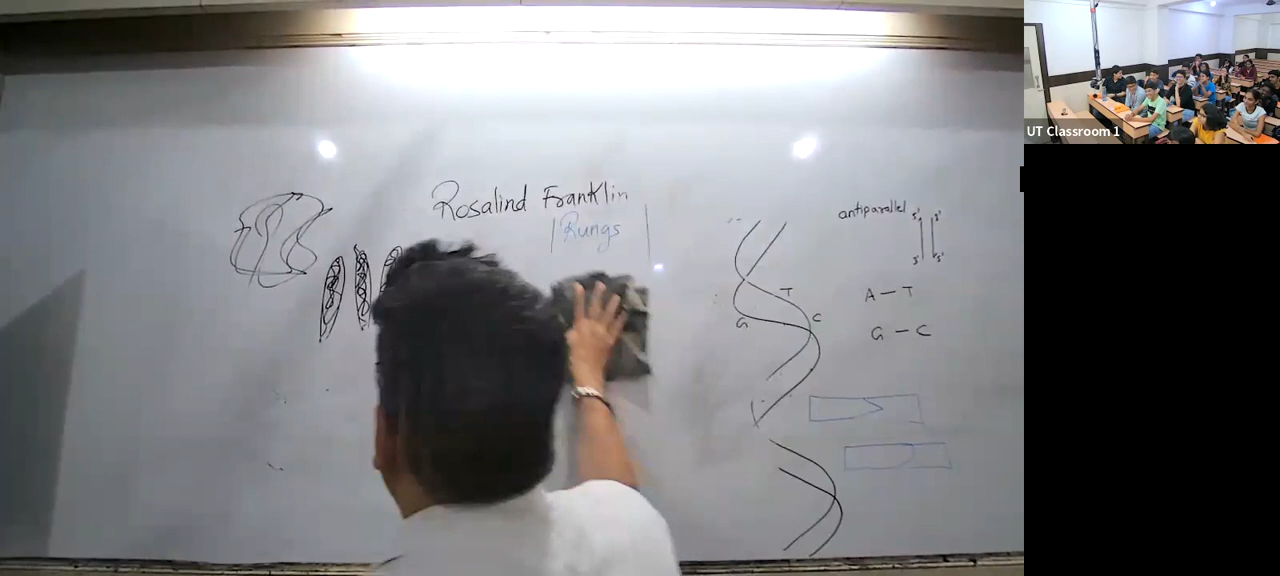 Rosalind Franklin
Rungs
antiparallel 5' 3'
3' 5'
A - T
G - C
T
G C
UT Classroom 1